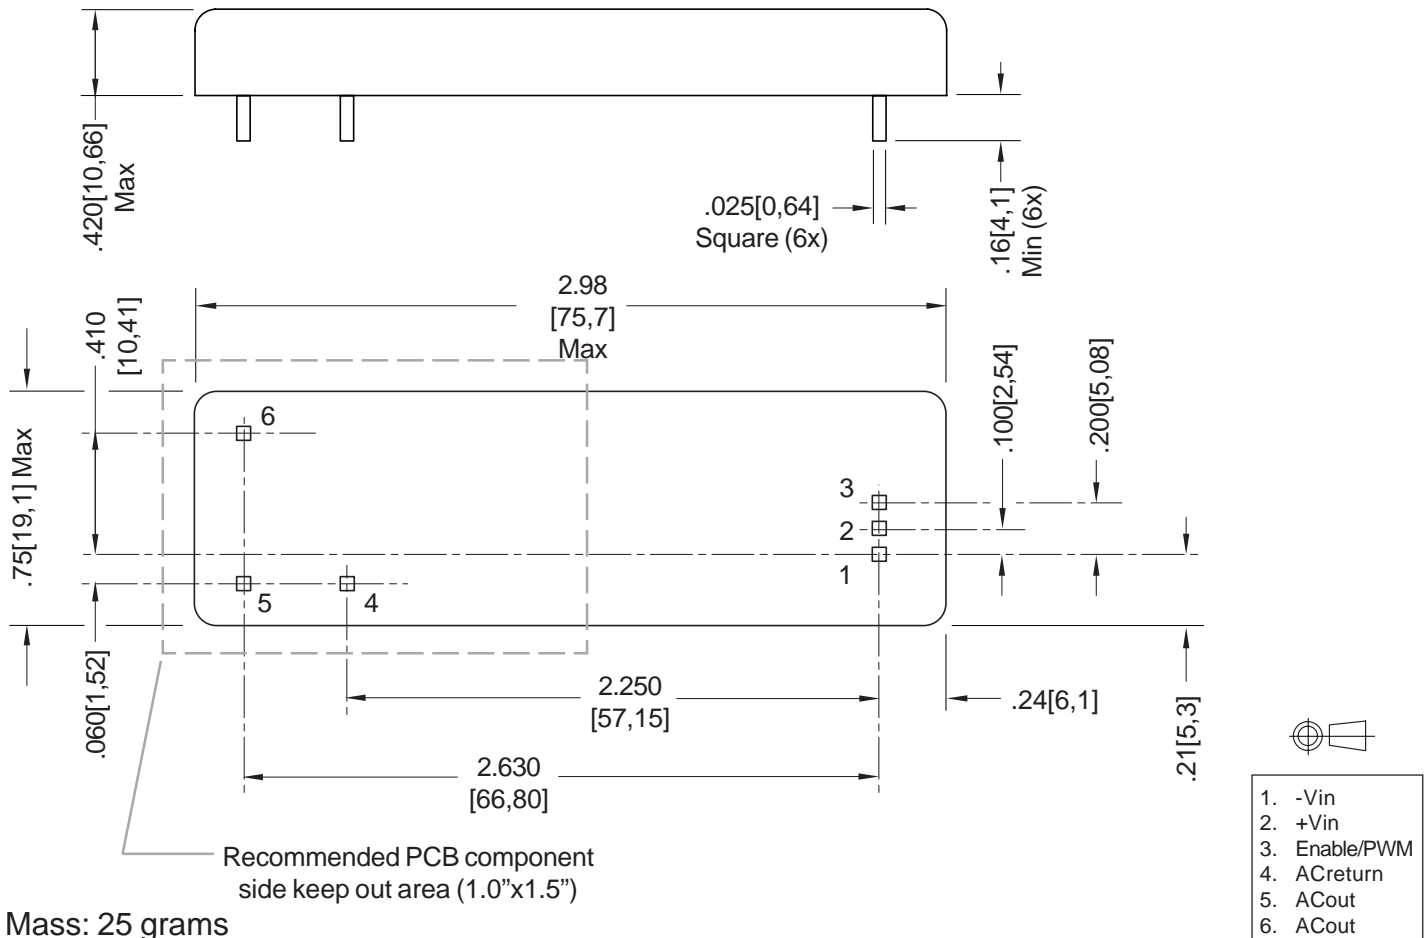 .420[10,66]
Max
.025[0,64]
Square (6x)
.16[4,1]
Min (6x)
2.98
[75,7]
Max
.410
[10,41]
.75[19,1] Max
6
3
2
1
5
4
.100[2,54]
.200[5,08]
.060[1,52]
2.250
[57,15]
.24[6,1]
.21[5,3]
2.630
[66,80]
Recommended PCB component
side keep out area (1.0”x1.5”)
Mass: 25 grams
1. -Vin
2. +Vin
3. Enable/PWM
4. ACreturn
5. ACout
6. ACout